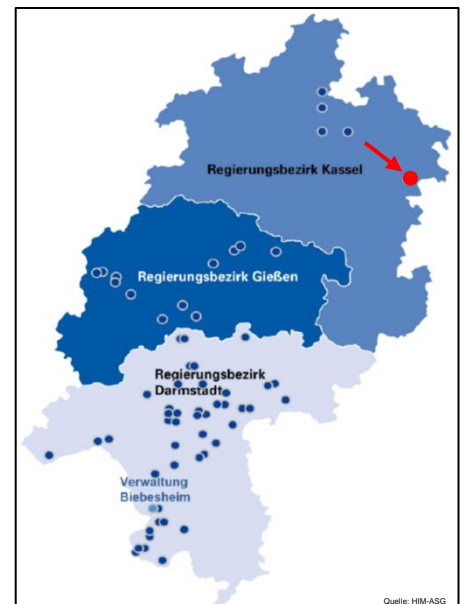 Regierungsbezirk Kassel
Regierungsbezirk Gießen
Regierungsbezirk
Darmstadt
Verwaltung
Biebesheim
Quelle: HIM-ASG